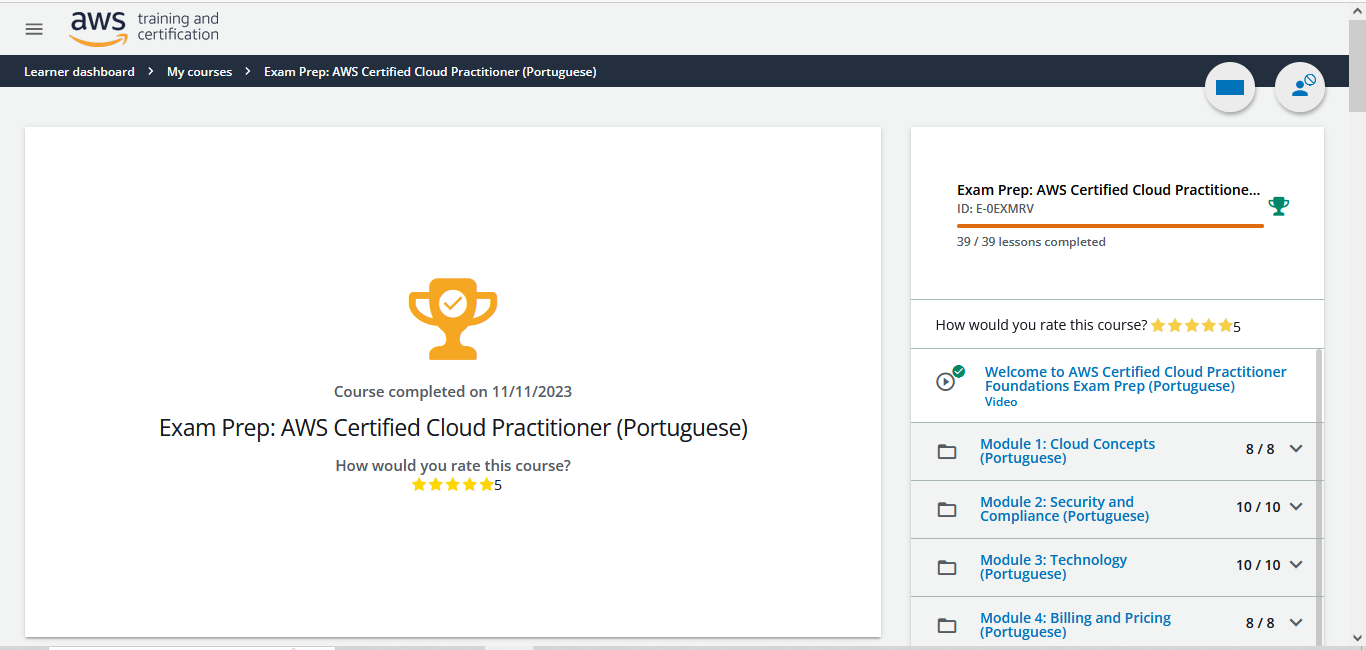 aws training and
certification
Learner dashboard > My courses > Exam Prep: AWS Certified Cloud Practitioner (Portuguese)
Course completed on 11/11/2023
Exam Prep: AWS Certified Cloud Practitioner (Portuguese)
How would you rate this course?
5
Exam Prep: AWS Certified Cloud Practitione...
ID: E-0EXMRV
39 / 39 lessons completed
How would you rate this course? 5
Welcome to AWS Certified Cloud Practitioner
Foundations Exam Prep (Portuguese)
Video
Module 1: Cloud Concepts
(Portuguese)
8 / 8
Module 2: Security and
Compliance (Portuguese)
10 / 10
Module 3: Technology
(Portuguese)
10 / 10
Module 4: Billing and Pricing
(Portuguese)
8 / 8